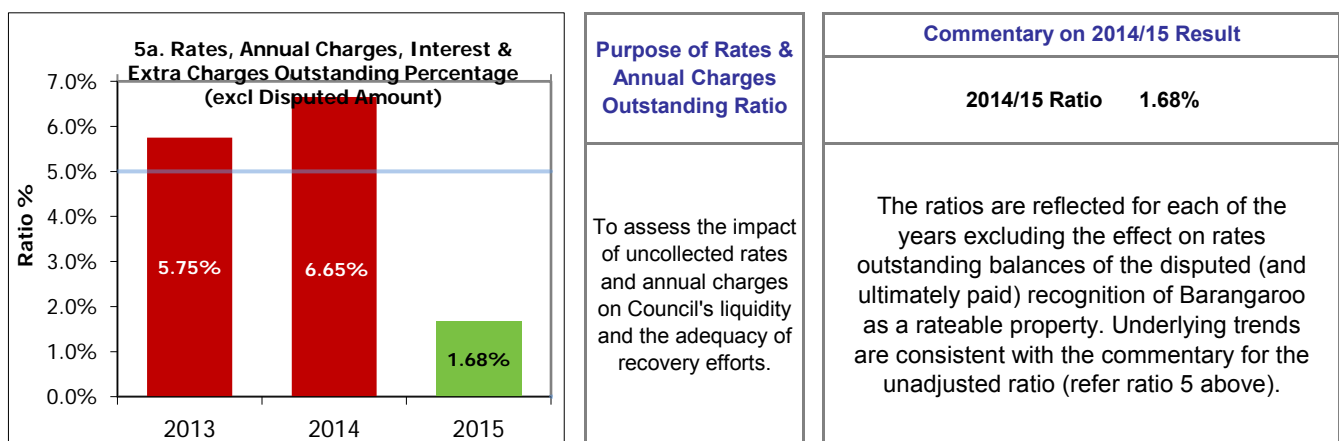 5a. Rates, Annual Charges, Interest &
Extra Charges Outstanding Percentage
(excl Disputed Amount)
Ratio %
7.0%
6.0%
5.0%
4.0%
3.0%
2.0%
1.0%
0.0%
5.75%
6.65%
1.68%
2013
2014
2015
Purpose of Rates &
Annual Charges
Outstanding Ratio
To assess the impact
of uncollected rates
and annual charges
on Council's liquidity
and the adequacy of
recovery efforts.
Commentary on 2014/15 Result
2014/15 Ratio 1.68%
The ratios are reflected for each of the
years excluding the effect on rates
outstanding balances of the disputed (and
ultimately paid) recognition of Barangaroo
as a rateable property. Underlying trends
are consistent with the commentary for the
unadjusted ratio (refer ratio 5 above).